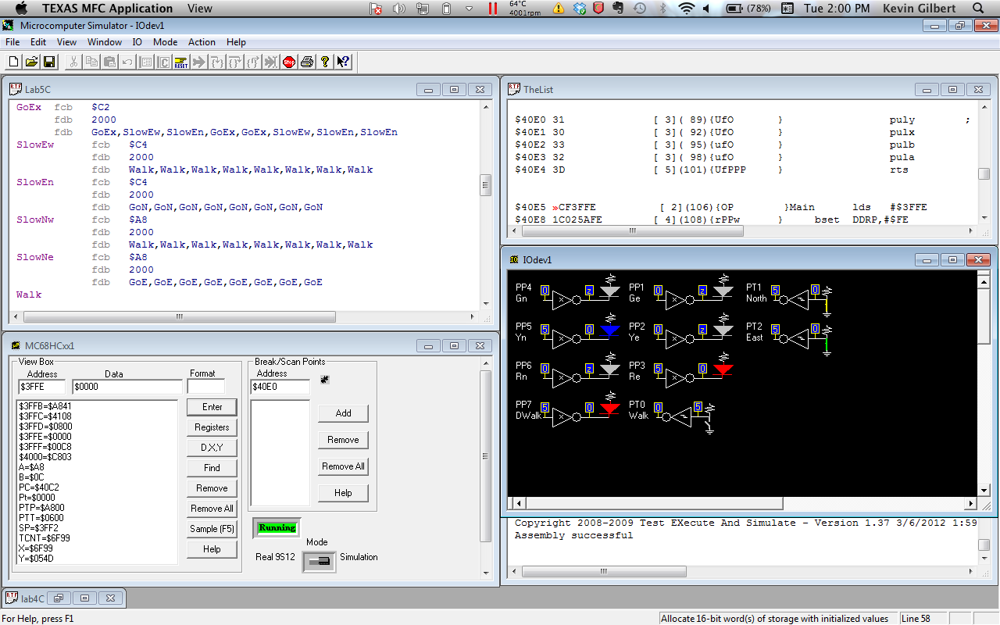 TEXAS MFC Application View 64°C 4001rpm (78%) Tue 2:00 PM Kevin Gilbert
Microcomputer Simulator - IOdev1
File Edit View Window IO Mode Action Help
RESET Stop
Lab5C
GoEx fcb $C2
fdb 2000
fdb GoEx,SlowEw,SlowEn,GoEx,GoEx,SlowEw,SlowEn,SlowEn
SlowEw fcb $C4
fdb 2000
fdb Walk,Walk,Walk,Walk,Walk,Walk,Walk,Walk
SlowEn fcb $C4
fdb 2000
fdb GoN,GoN,GoN,GoN,GoN,GoN,GoN,GoN
SlowNw fcb $A8
fdb 2000
fdb Walk,Walk,Walk,Walk,Walk,Walk,Walk,Walk
SlowNe fcb $A8
fdb 2000
fdb GoE,GoE,GoE,GoE,GoE,GoE,GoE,GoE
Walk
TheList
$40E0 31 [ 3]( 89){UfO } puly ;
$40E1 30 [ 3]( 92){UfO } pulx
$40E2 33 [ 3]( 95){ufO } pulb
$40E3 32 [ 3]( 98){ufO } pula
$40E4 3D [ 5](101){UfPPP } rts
$40E5 »CF3FFE [ 2](106){OP }Main lds #$3FFE
$40E8 1C025AFE [ 4](108){rPPw } bset DDRP,#$FE
IOdev1
PP4 0 z PP1 0 z PT1 5 0
Gn Ge North
PP5 5 0 PP2 0 z PT2 5 0
Yn Ye East
PP6 0 z PP3 5 0
Rn Re
PP7 5 0 PT0 0 5
DWalk Walk
MC68HCxx1
View Box
Address Data Format
$3FFE $0000
$3FFB=$A841
$3FFC=$4108
$3FFD=$0800
$3FFE=$0000
$3FFF=$00C8
$4000=$C803
A=$A8
B=$0C
PC=$40C2
Pt=$0000
PTP=$A800
PTT=$0600
SP=$3FF2
TCNT=$6F99
X=$6F99
Y=$054D
Enter
Registers
D,X,Y
Find
Remove
Remove All
Sample (F5)
Help
Break/Scan Points
Address
$40E0
Add
Remove
Remove All
Help
Running
Mode
Real 9S12 Simulation
Copyright 2008-2009 Test EXecute And Simulate - Version 1.37 3/6/2012 1:59
Assembly successful
lab4C
For Help, press F1
Allocate 16-bit word(s) of storage with initialized values Line 58